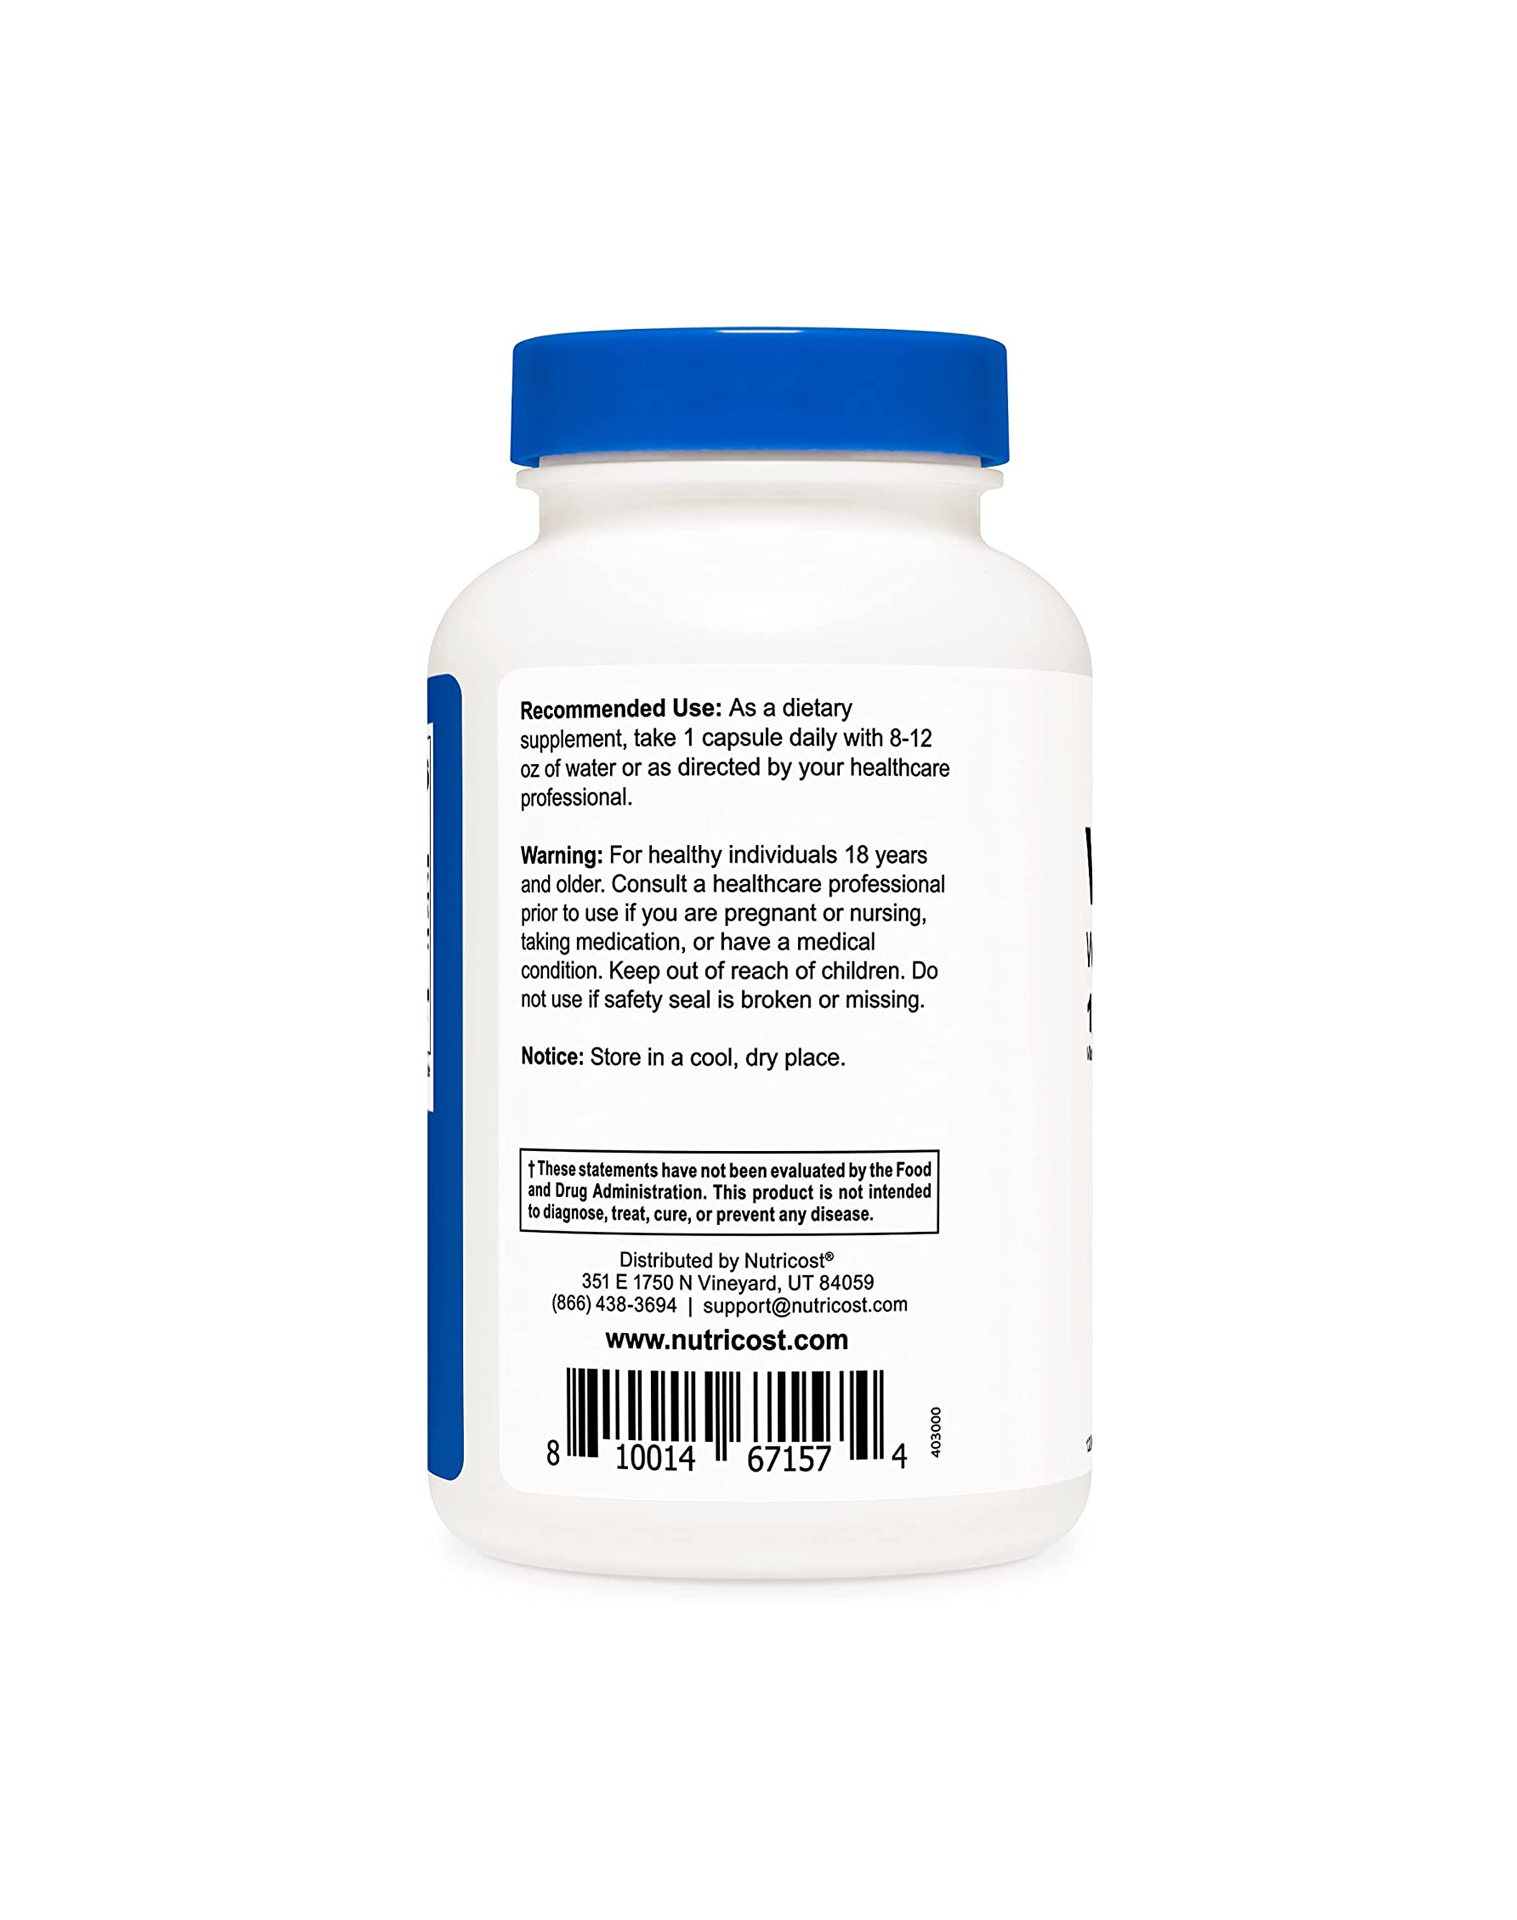 Recommended Use: As a dietary
supplement, take 1 capsule daily with 8-12
oz of water or as directed by your healthcare
professional.
Warning: For healthy individuals 18 years
and older. Consult a healthcare professional
prior to use if you are pregnant or nursing,
taking medication, or have a medical
condition. Keep out of reach of children. Do
not use if safety seal is broken or missing.
Notice: Store in a cool, dry place.
†These statements have not been evaluated by the Food
and Drug Administration. This product is not intended
to diagnose, treat, cure, or prevent any disease.
Distributed by Nutricost®
351 E 1750 N Vineyard, UT 84059
(866) 438-3694 | support@nutricost.com
www.nutricost.com
8 10014 67157 4
403000